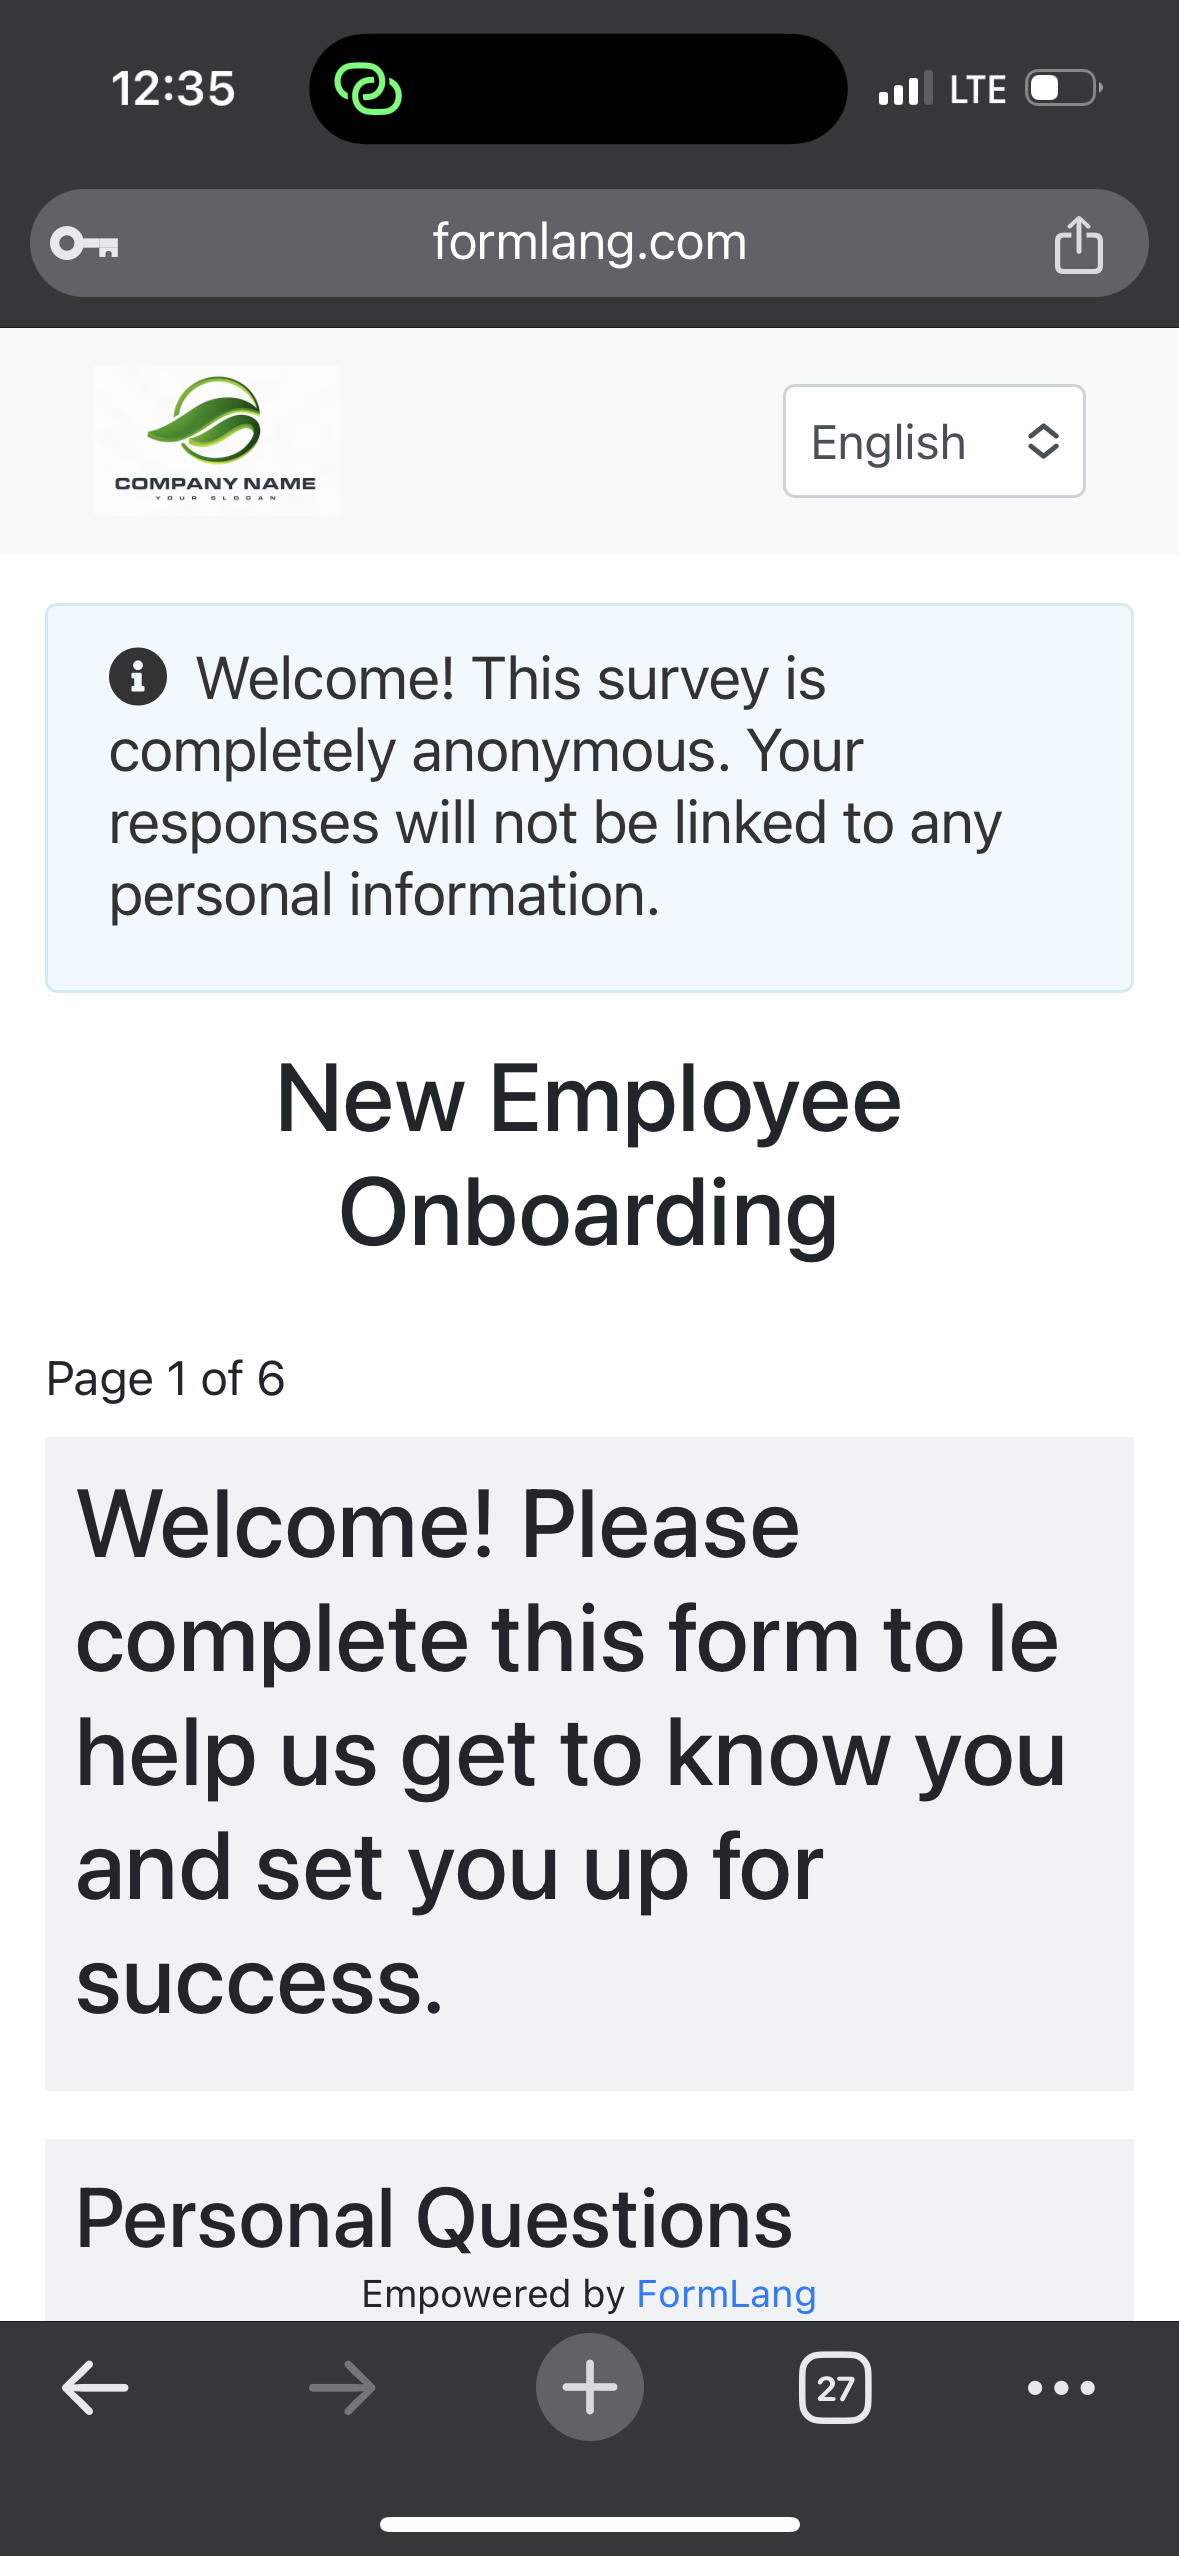 12:35
LTE
formlang.com
COMPANY NAME
YOUR SLOGAN
English
Welcome! This survey is
completely anonymous. Your
responses will not be linked to any
personal information.
New Employee
Onboarding
Page 1 of 6
Welcome! Please
complete this form to le
help us get to know you
and set you up for
success.
Personal Questions
Empowered by FormLang
27